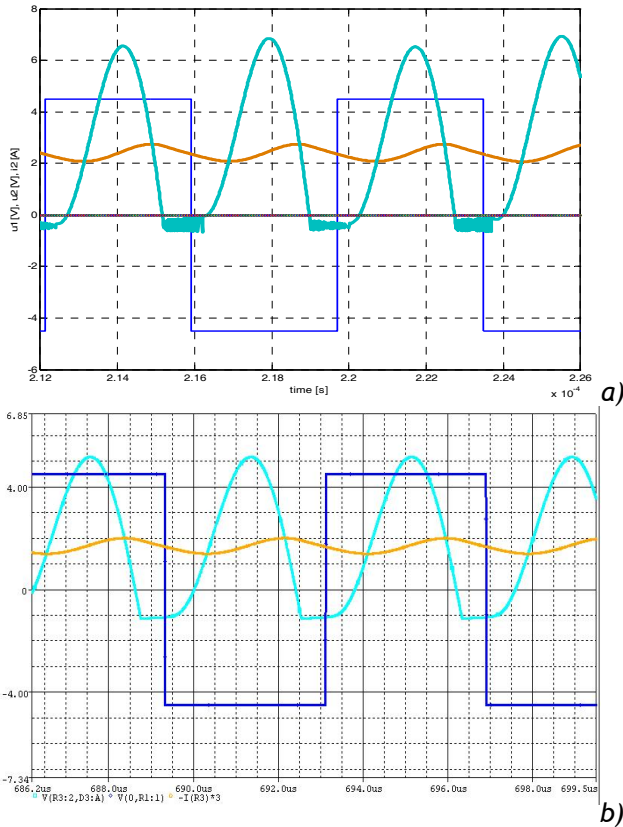 8
6
4
2
0
-2
-4
-6
u1 [V], u2 [V], i2 [A]
2.12 2.14 2.16 2.18 2.2 2.22 2.24 2.26
time [s]
x 10⁻⁴
a)
6.85
4.00
0
-4.00
-7.34
686.2us 688.0us 690.0us 692.0us 694.0us 696.0us 698.0us 699.5us
V(R3:2,D3:A) V(0,R1:1) -I(R3)*3
b)